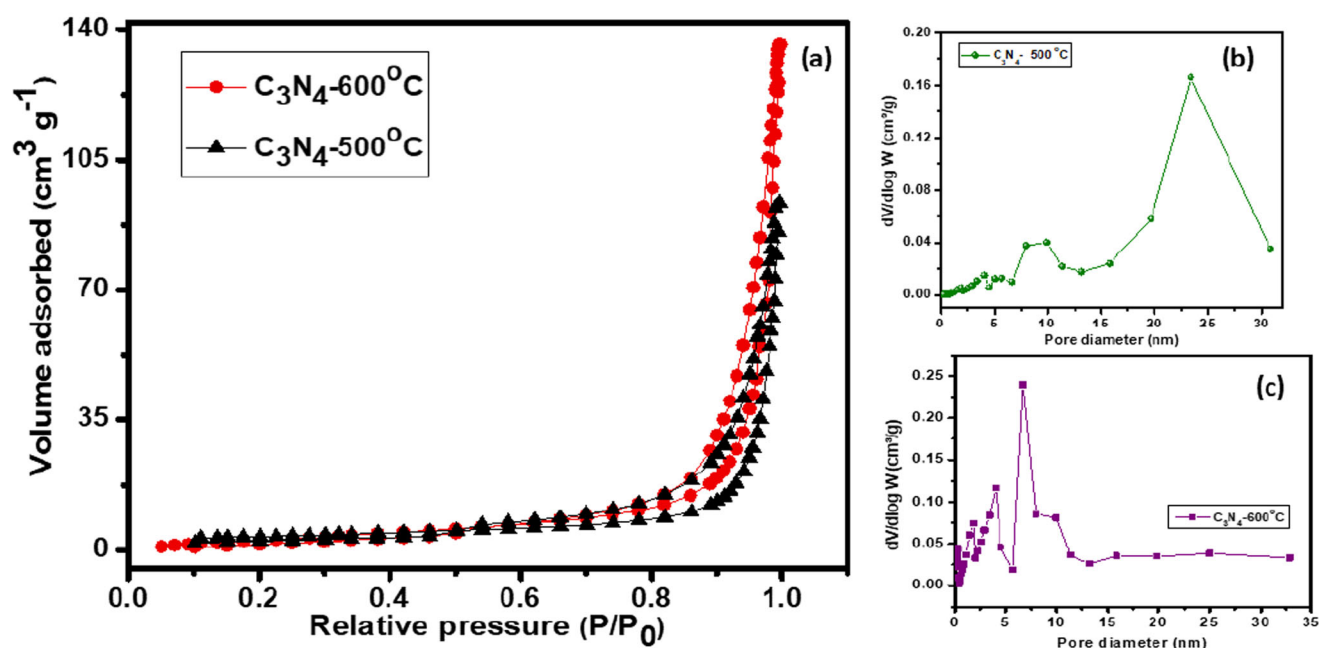 (a)
C₃N₄-600⁰C
C₃N₄-500⁰C
Volume adsorbed (cm³ g⁻¹)
140
105
70
35
0
0.0 0.2 0.4 0.6 0.8 1.0
Relative pressure (P/P₀)
(b)
C₃N₄- 500°C
dV/dlog W (cm³/g)
0.20
0.16
0.12
0.08
0.04
0.00
0 5 10 15 20 25 30
Pore diameter (nm)
(c)
C₃N₄-600°C
dV/dlog W(cm³/g)
0.25
0.20
0.15
0.10
0.05
0.00
0 5 10 15 20 25 30 35
Pore diameter (nm)